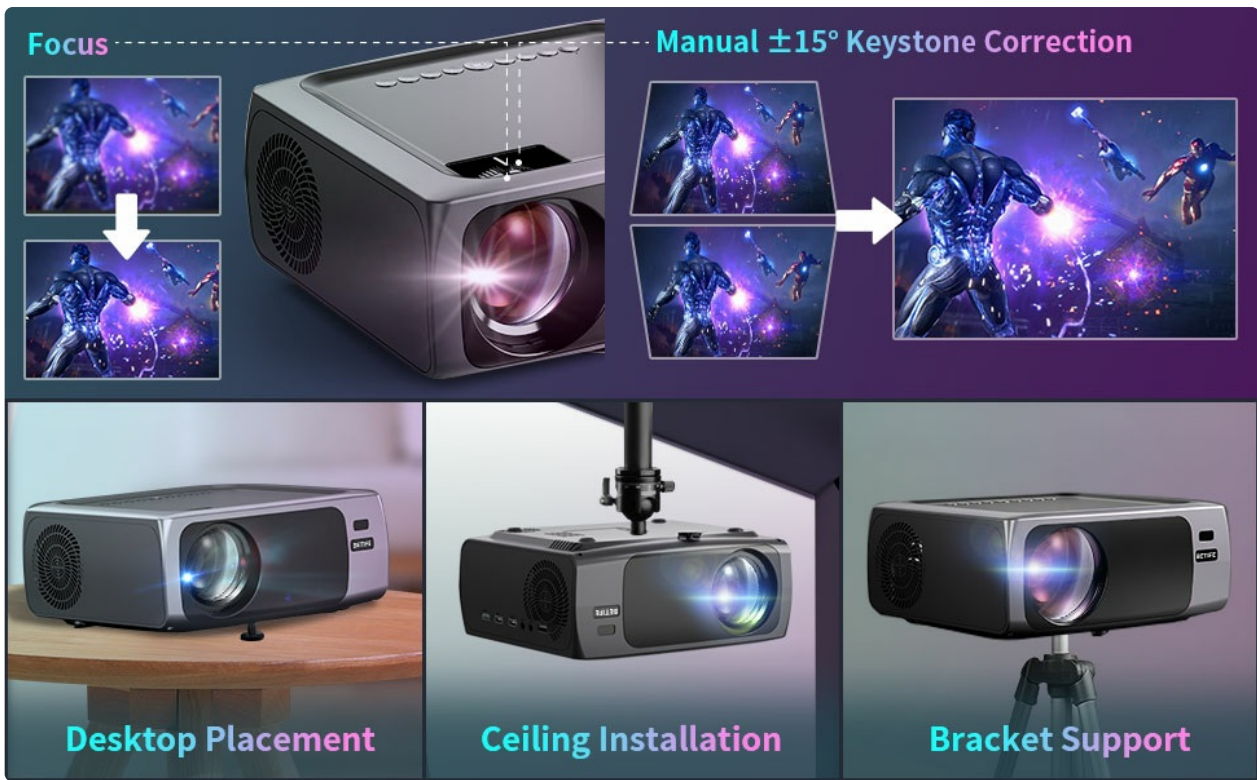 Focus
Manual ±15° Keystone Correction
Desktop Placement
Ceiling Installation
Bracket Support